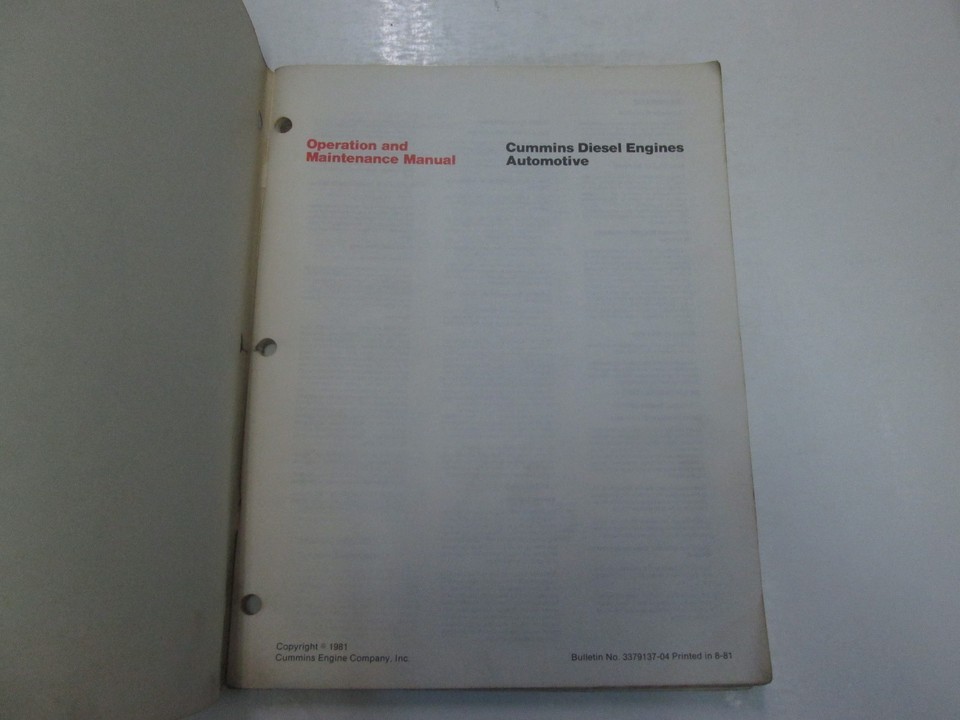 Operation and
Maintenance Manual
Cummins Diesel Engines
Automotive
Copyright © 1981
Cummins Engine Company, Inc.
Bulletin No. 3379137-04 Printed in 8-81